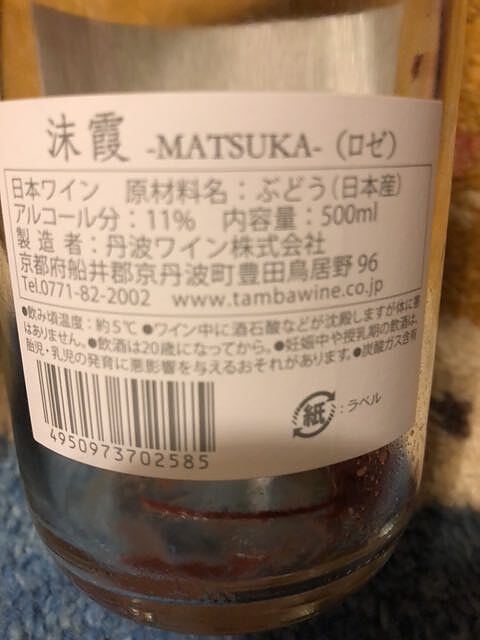 沫霞 -MATSUKA-（ロゼ）
日本ワイン　原材料名：ぶどう（日本産）
アルコール分：11%　内容量：500ml
製 造 者：丹波ワイン株式会社
京都府船井郡京丹波町豊田鳥居野 96
Tel.0771-82-2002　www.tambawine.co.jp
●飲み頃温度：約5℃ ●ワイン中に酒石酸などが沈殿しますが体に害
はありません。●飲酒は20歳になってから。●妊娠中や授乳期の飲酒は、
胎児・乳児の発育に悪影響を与えるおそれがあります。●炭酸ガス含有
紙：ラベル
4950973702585